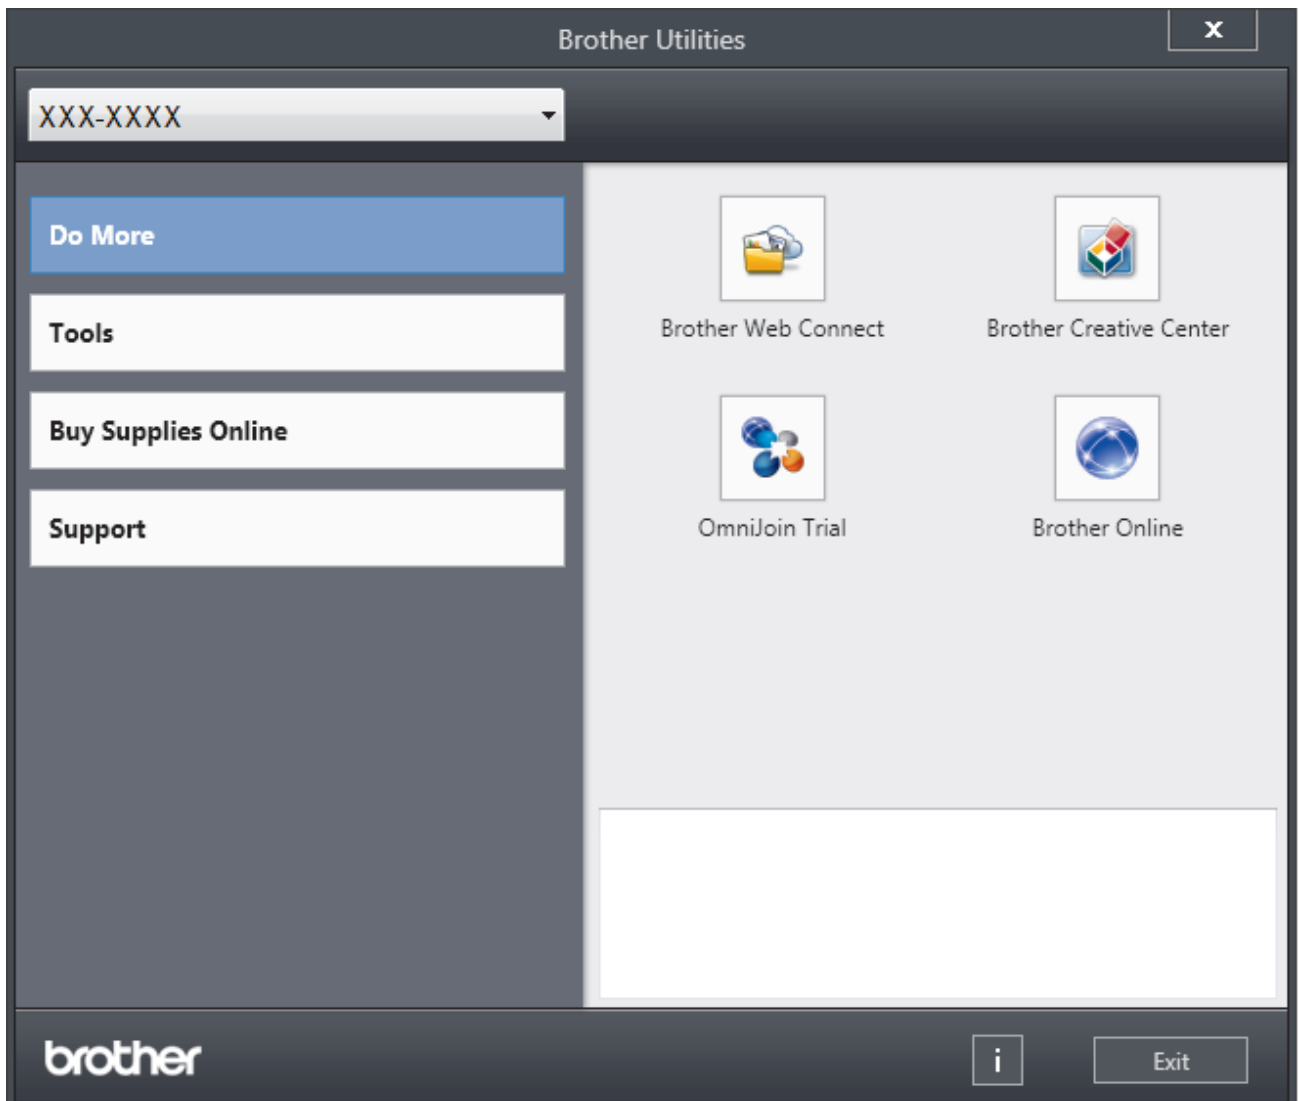 Brother Utilities
X
XXX-XXXX
Do More
Tools
Buy Supplies Online
Support
Brother Web Connect
Brother Creative Center
OmniJoin Trial
Brother Online
brother
i
Exit